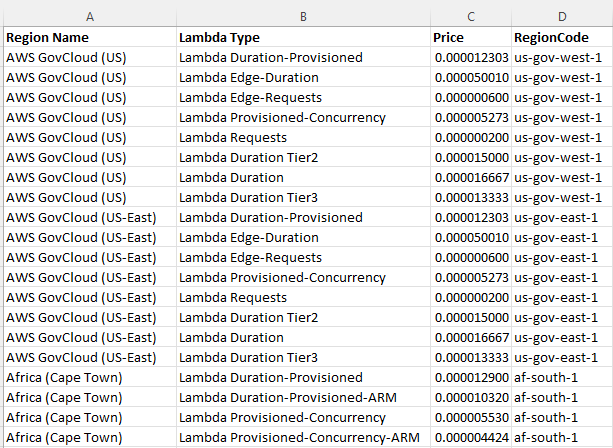 A B C D
Region Name Lambda Type Price RegionCode
AWS GovCloud (US) Lambda Duration-Provisioned 0.000012303 us-gov-west-1
AWS GovCloud (US) Lambda Edge-Duration 0.000050010 us-gov-west-1
AWS GovCloud (US) Lambda Edge-Requests 0.000000600 us-gov-west-1
AWS GovCloud (US) Lambda Provisioned-Concurrency 0.000005273 us-gov-west-1
AWS GovCloud (US) Lambda Requests 0.000000200 us-gov-west-1
AWS GovCloud (US) Lambda Duration Tier2 0.000015000 us-gov-west-1
AWS GovCloud (US) Lambda Duration 0.000016667 us-gov-west-1
AWS GovCloud (US) Lambda Duration Tier3 0.000013333 us-gov-west-1
AWS GovCloud (US-East) Lambda Duration-Provisioned 0.000012303 us-gov-east-1
AWS GovCloud (US-East) Lambda Edge-Duration 0.000050010 us-gov-east-1
AWS GovCloud (US-East) Lambda Edge-Requests 0.000000600 us-gov-east-1
AWS GovCloud (US-East) Lambda Provisioned-Concurrency 0.000005273 us-gov-east-1
AWS GovCloud (US-East) Lambda Requests 0.000000200 us-gov-east-1
AWS GovCloud (US-East) Lambda Duration Tier2 0.000015000 us-gov-east-1
AWS GovCloud (US-East) Lambda Duration 0.000016667 us-gov-east-1
AWS GovCloud (US-East) Lambda Duration Tier3 0.000013333 us-gov-east-1
Africa (Cape Town) Lambda Duration-Provisioned 0.000012900 af-south-1
Africa (Cape Town) Lambda Duration-Provisioned-ARM 0.000010320 af-south-1
Africa (Cape Town) Lambda Provisioned-Concurrency 0.000005530 af-south-1
Africa (Cape Town) Lambda Provisioned-Concurrency-ARM 0.000004424 af-south-1